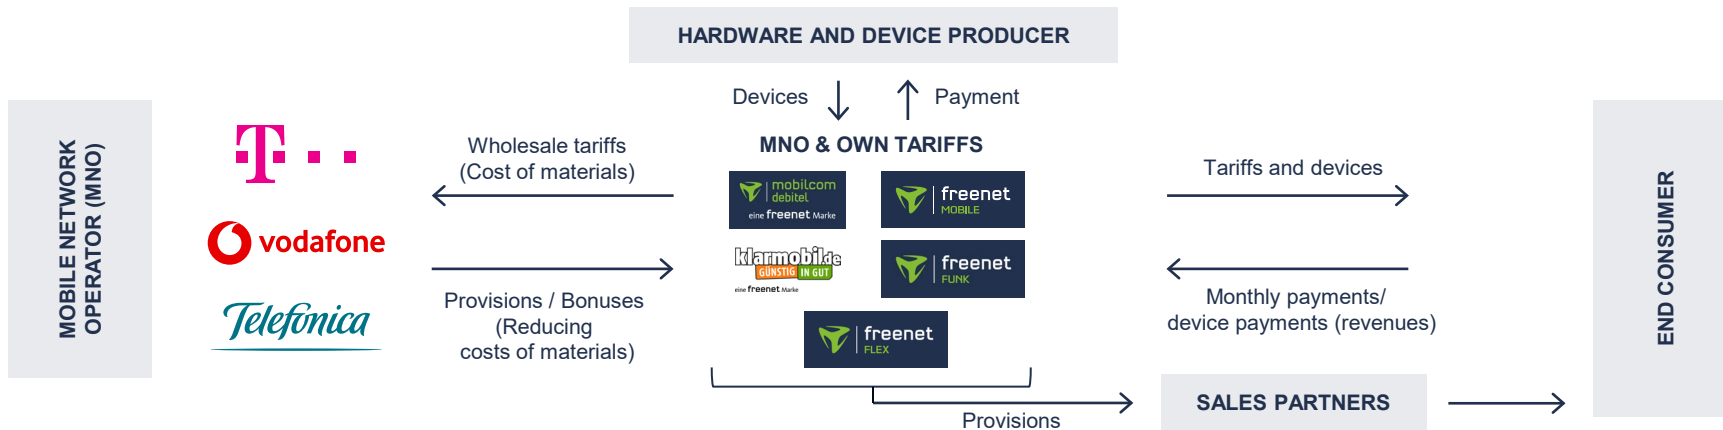 HARDWARE AND DEVICE PRODUCER
Devices
Payment
MNO & OWN TARIFFS
MOBILE NETWORK
OPERATOR (MNO)
T
vodafone
Telefónica
Wholesale tariffs
(Cost of materials)
Provisions / Bonuses
(Reducing
costs of materials)
mobilcom
debitel
eine freenet Marke
freenet
MOBILE
klarmobil.de
GÜNSTIG IN GUT
eine freenet Marke
freenet
FUNK
freenet
FLEX
Tariffs and devices
Monthly payments/
device payments (revenues)
END CONSUMER
Provisions
SALES PARTNERS